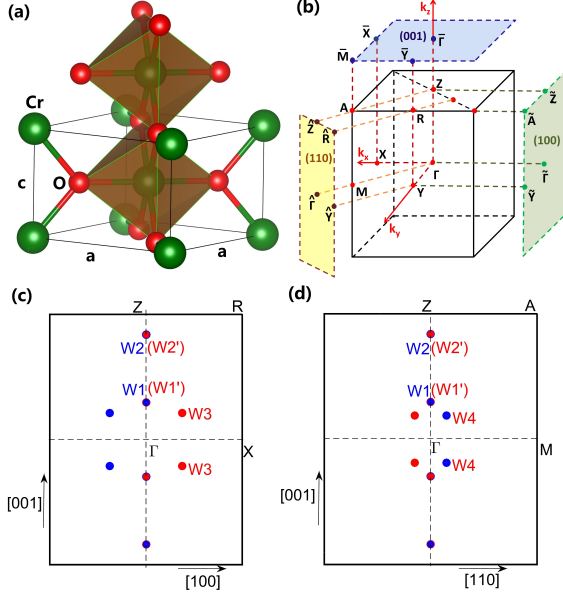 (a)
Cr
c
O
a
a
(b)
k_z
X̄
(001)
Γ̄
M̄
Ȳ
Z
Z̃
A
R
Ã
Ẑ
R̂
(110)
(100)
k_x
X
Γ
Γ̃
M
Γ̂
Y
Ỹ
Ŷ
k_y
(c)
Z
R
W2 (W2')
W1 (W1')
W3
Γ
X
W3
[001]
[100]
(d)
Z
A
W2 (W2')
W1 (W1')
W4
Γ
M
W4
[001]
[110]